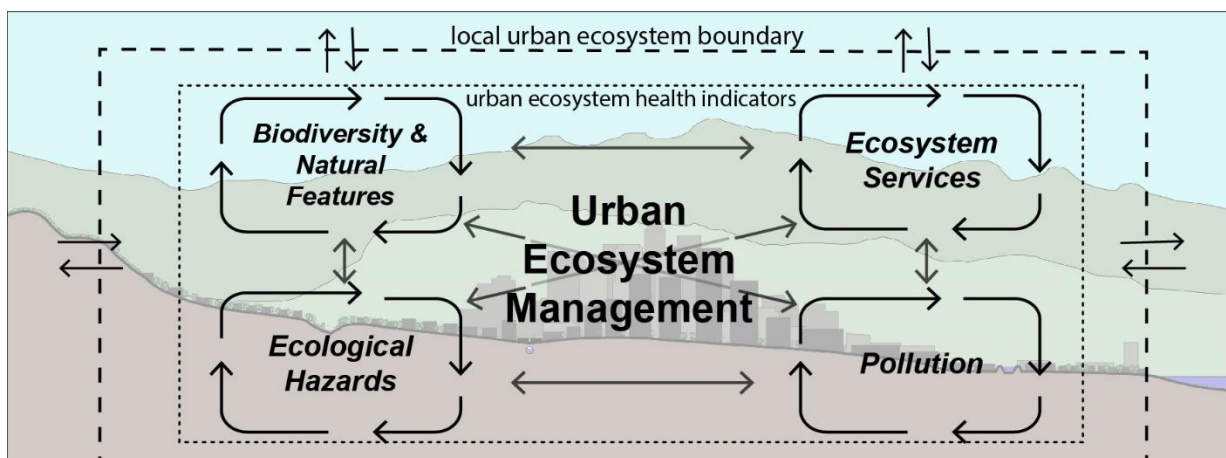 local urban ecosystem boundary
urban ecosystem health indicators
Biodiversity &
Natural
Features
Ecosystem
Services
Urban
Ecosystem
Management
Ecological
Hazards
Pollution